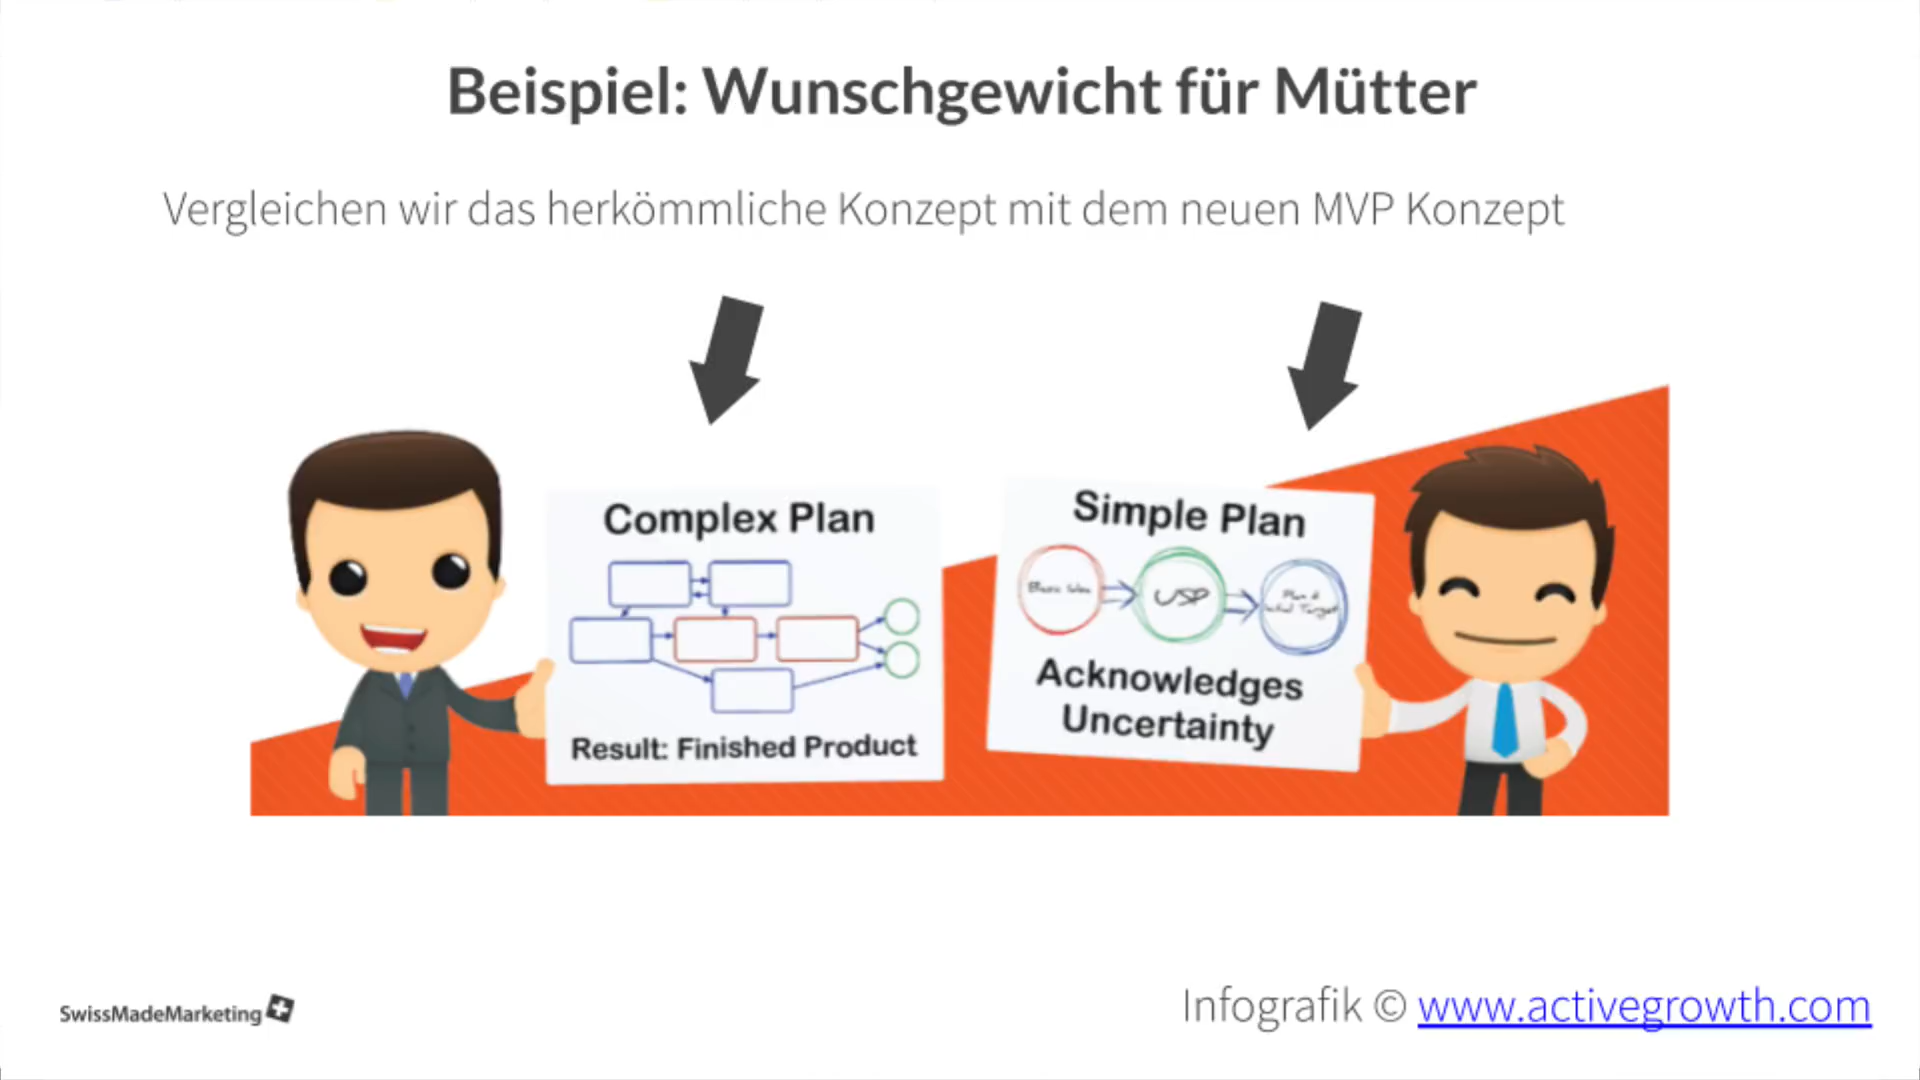 Beispiel: Wunschgewicht für Mütter
Vergleichen wir das herkömmliche Konzept mit dem neuen MVP Konzept
Complex Plan
Result: Finished Product
Simple Plan
USP
Acknowledges
Uncertainty
SwissMadeMarketing
Infografik © www.activegrowth.com